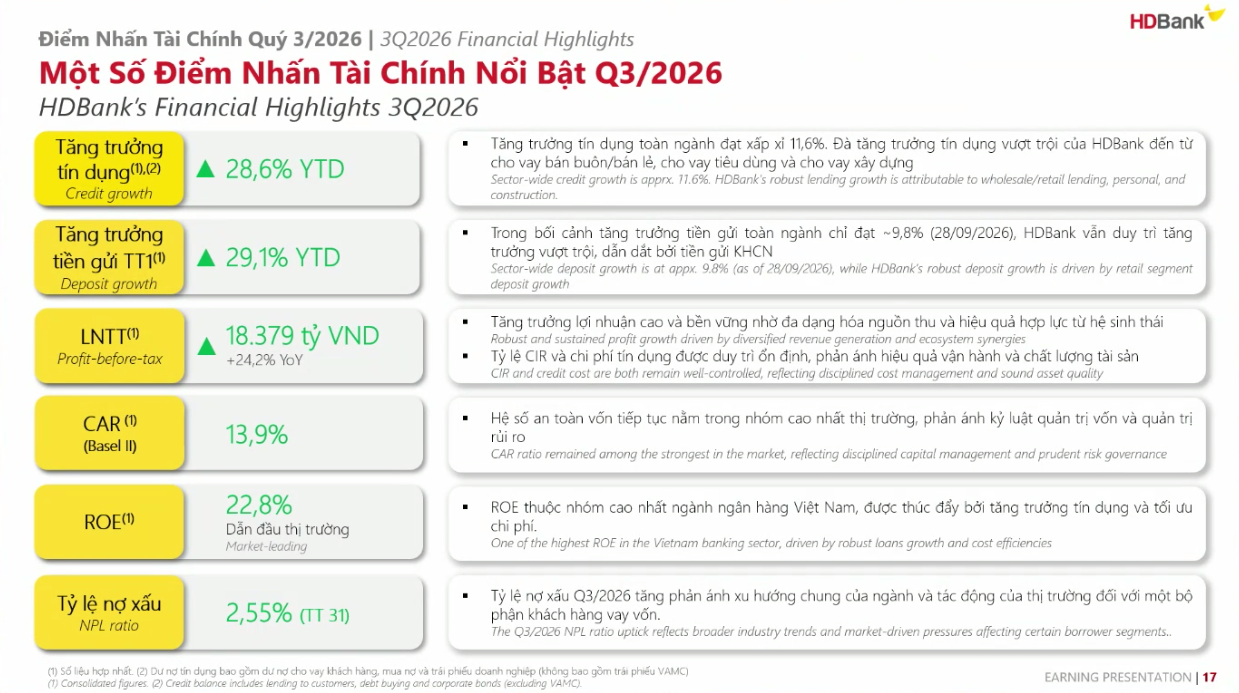 HDBank
Điểm Nhấn Tài Chính Quý 3/2026 | 3Q2026 Financial Highlights
Một Số Điểm Nhấn Tài Chính Nổi Bật Q3/2026
HDBank's Financial Highlights 3Q2026
Tăng trưởng
tín dụng(1),(2)
Credit growth
▲ 28,6% YTD
▪ Tăng trưởng tín dụng toàn ngành đạt xấp xỉ 11,6%. Đà tăng trưởng tín dụng vượt trội của HDBank đến từ
cho vay bán buôn/bán lẻ, cho vay tiêu dùng và cho vay xây dựng
Sector-wide credit growth is apprx. 11.6%. HDBank's robust lending growth is attributable to wholesale/retail lending, personal, and
construction.
Tăng trưởng
tiền gửi TT1(1)
Deposit growth
▲ 29,1% YTD
▪ Trong bối cảnh tăng trưởng tiền gửi toàn ngành chỉ đạt ~9,8% (28/09/2026), HDBank vẫn duy trì tăng
trưởng vượt trội, dẫn dắt bởi tiền gửi KHCN
Sector-wide deposit growth is at appx. 9.8% (as of 28/09/2026), while HDBank's robust deposit growth is driven by retail segment
deposit growth
LNTT(1)
Profit-before-tax
▲ 18.379 tỷ VND
+24,2% YoY
▪ Tăng trưởng lợi nhuận cao và bền vững nhờ đa dạng hóa nguồn thu và hiệu quả hợp lực từ hệ sinh thái
Robust and sustained profit growth driven by diversified revenue generation and ecosystem synergies
▪ Tỷ lệ CIR và chi phí tín dụng được duy trì ổn định, phản ánh hiệu quả vận hành và chất lượng tài sản
CIR and credit cost are both remain well-controlled, reflecting disciplined cost management and sound asset quality
CAR (1)
(Basel II)
13,9%
▪ Hệ số an toàn vốn tiếp tục nằm trong nhóm cao nhất thị trường, phản ánh kỷ luật quản trị vốn và quản trị
rủi ro
CAR ratio remained among the strongest in the market, reflecting disciplined capital management and prudent risk governance
ROE(1)
22,8%
Dẫn đầu thị trường
Market-leading
▪ ROE thuộc nhóm cao nhất ngành ngân hàng Việt Nam, được thúc đẩy bởi tăng trưởng tín dụng và tối ưu
chi phí.
One of the highest ROE in the Vietnam banking sector, driven by robust loans growth and cost efficiencies
Tỷ lệ nợ xấu
NPL ratio
2,55% (TT 31)
▪ Tỷ lệ nợ xấu Q3/2026 tăng phản ánh xu hướng chung của ngành và tác động của thị trường đối với một bộ
phận khách hàng vay vốn.
The Q3/2026 NPL ratio uptick reflects broader industry trends and market-driven pressures affecting certain borrower segments..
(1) Số liệu hợp nhất. (2) Dư nợ tín dụng bao gồm dư nợ cho vay khách hàng, mua nợ và trái phiếu doanh nghiệp (không bao gồm trái phiếu VAMC)
(1) Consolidated figures. (2) Credit balance includes lending to customers, debt buying and corporate bonds (excluding VAMC).
EARNING PRESENTATION | 17